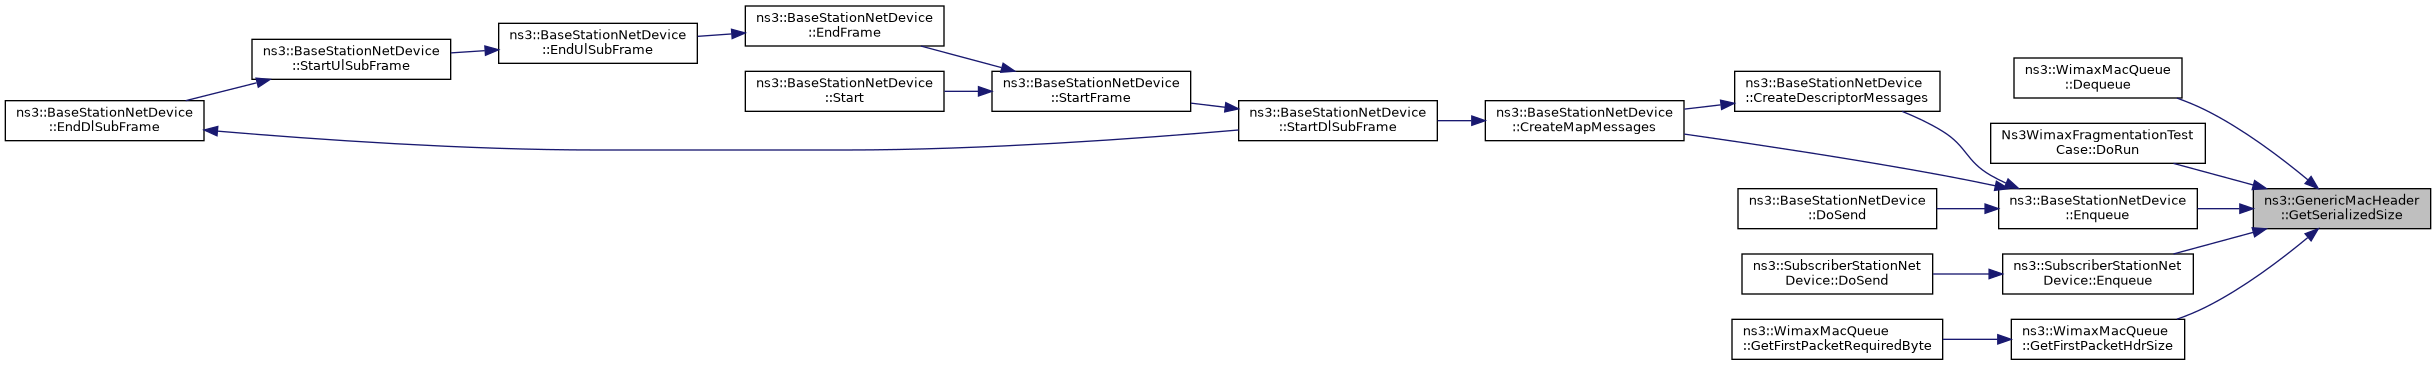 ns3::BaseStationNetDevice
::EndDlSubFrame
ns3::BaseStationNetDevice
::StartUlSubFrame
ns3::BaseStationNetDevice
::EndUlSubFrame
ns3::BaseStationNetDevice
::EndFrame
ns3::BaseStationNetDevice
::Start
ns3::BaseStationNetDevice
::StartFrame
ns3::BaseStationNetDevice
::StartDlSubFrame
ns3::BaseStationNetDevice
::CreateMapMessages
ns3::BaseStationNetDevice
::CreateDescriptorMessages
ns3::BaseStationNetDevice
::DoSend
ns3::SubscriberStationNet
Device::DoSend
ns3::WimaxMacQueue
::GetFirstPacketRequiredByte
ns3::WimaxMacQueue
::Dequeue
Ns3WimaxFragmentationTest
Case::DoRun
ns3::BaseStationNetDevice
::Enqueue
ns3::SubscriberStationNet
Device::Enqueue
ns3::WimaxMacQueue
::GetFirstPacketHdrSize
ns3::GenericMacHeader
::GetSerializedSize